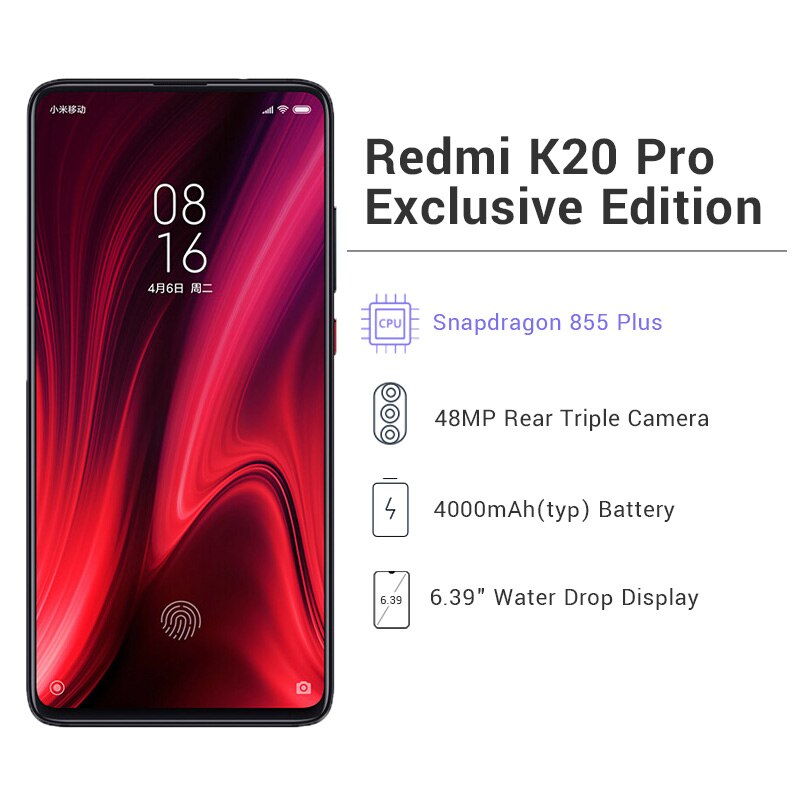 小米移动
08
16
4月6日 周二
Redmi K20 Pro
Exclusive Edition
CPU
Snapdragon 855 Plus
48MP Rear Triple Camera
4000mAh(typ) Battery
6.39
6.39" Water Drop Display